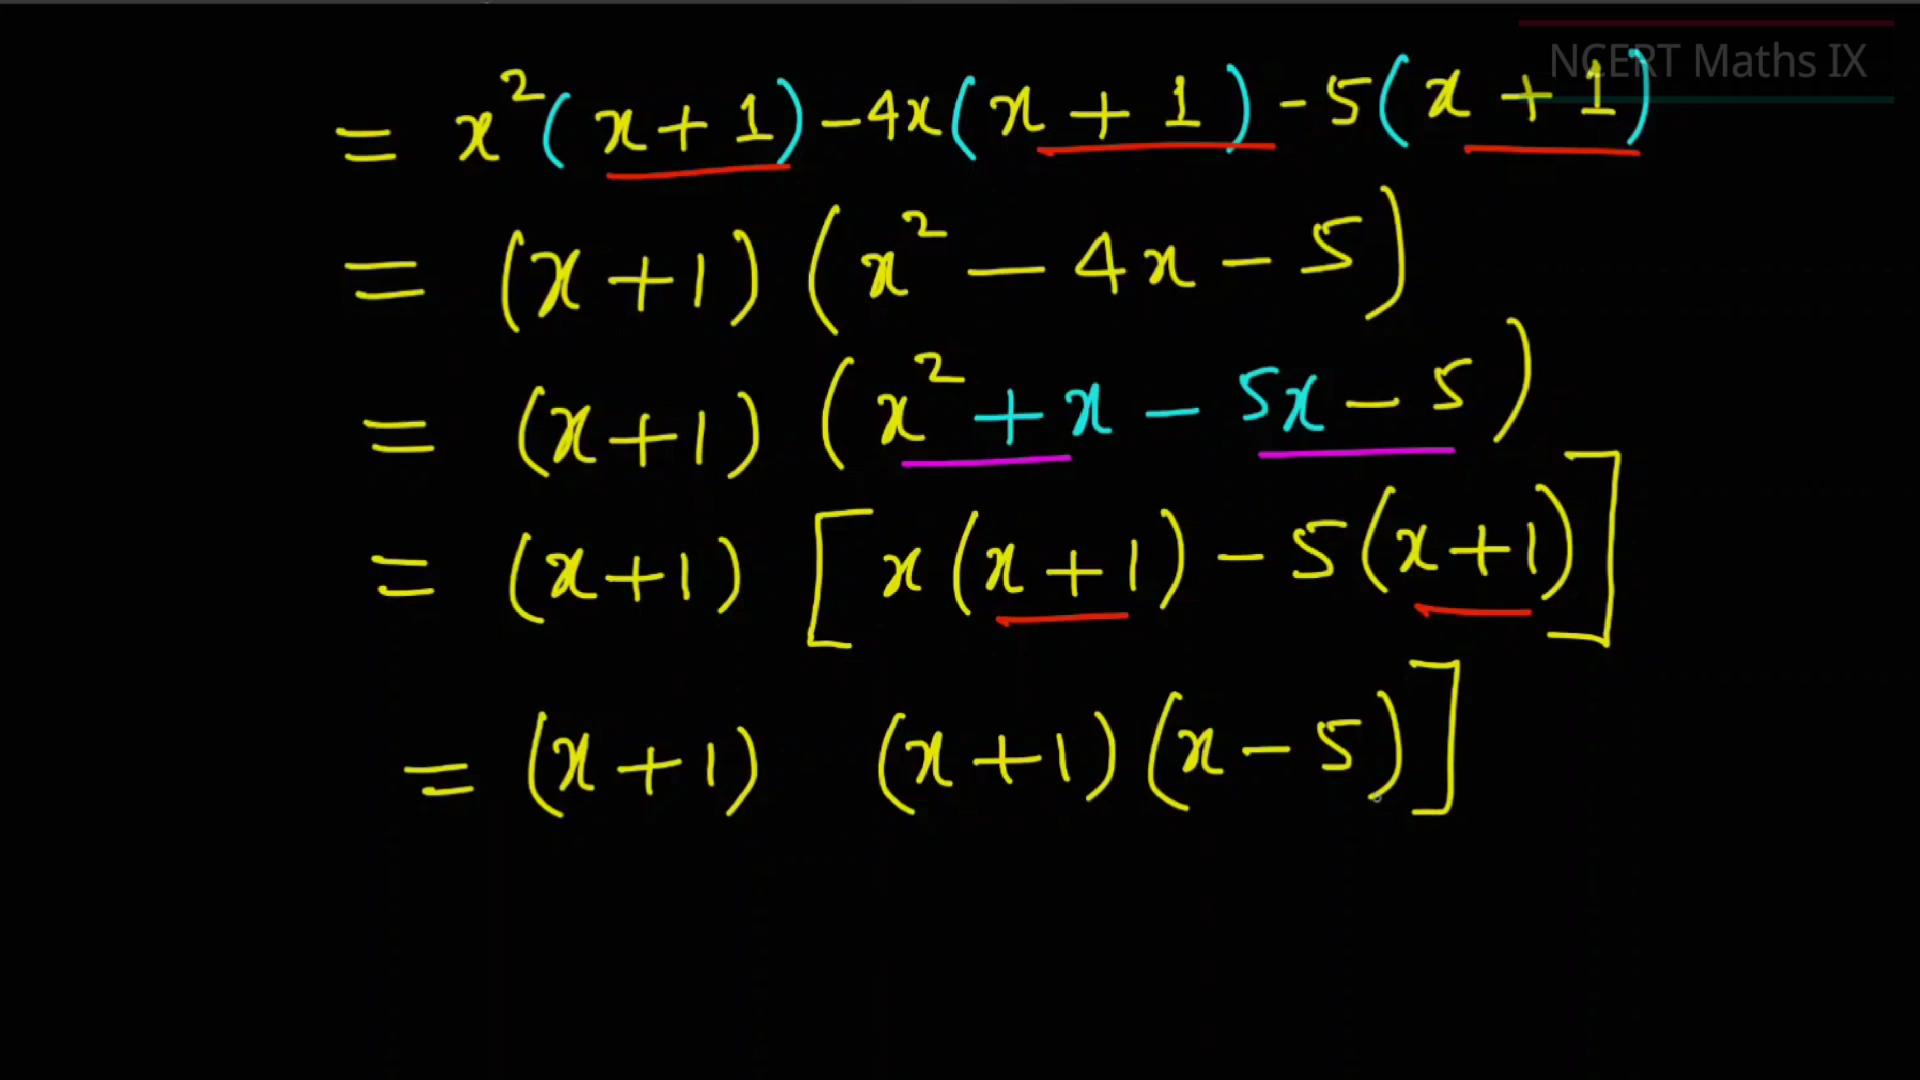 NCERT Maths IX
= x²(x+1)-4x(x+1)-5(x+1)
= (x+1)(x²-4x-5)
= (x+1)(x²+x-5x-5)
= (x+1)[x(x+1)-5(x+1)]
= (x+1) (x+1)(x-5)]